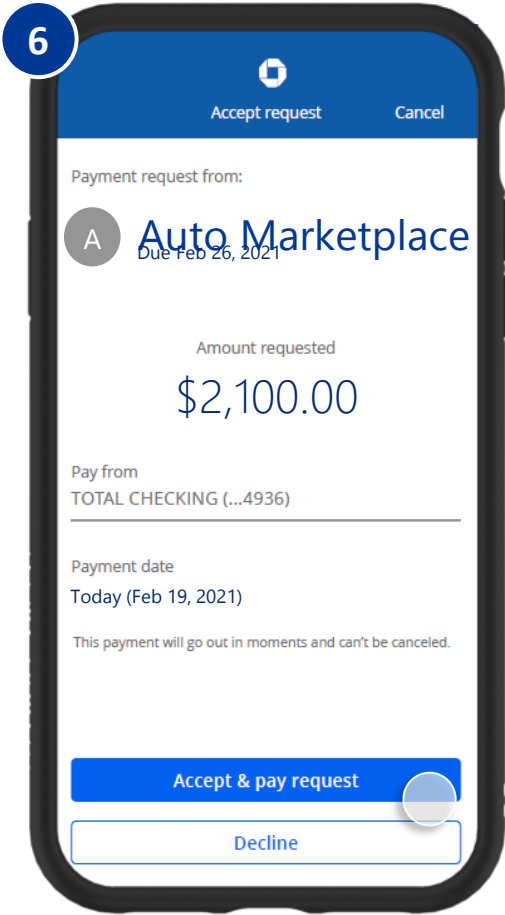 6
Accept request Cancel
Payment request from:
A Auto Marketplace
Due Feb 26, 2021
Amount requested
$2,100.00
Pay from
TOTAL CHECKING (...4936)
Payment date
Today (Feb 19, 2021)
This payment will go out in moments and can't be canceled.
Accept & pay request
Decline